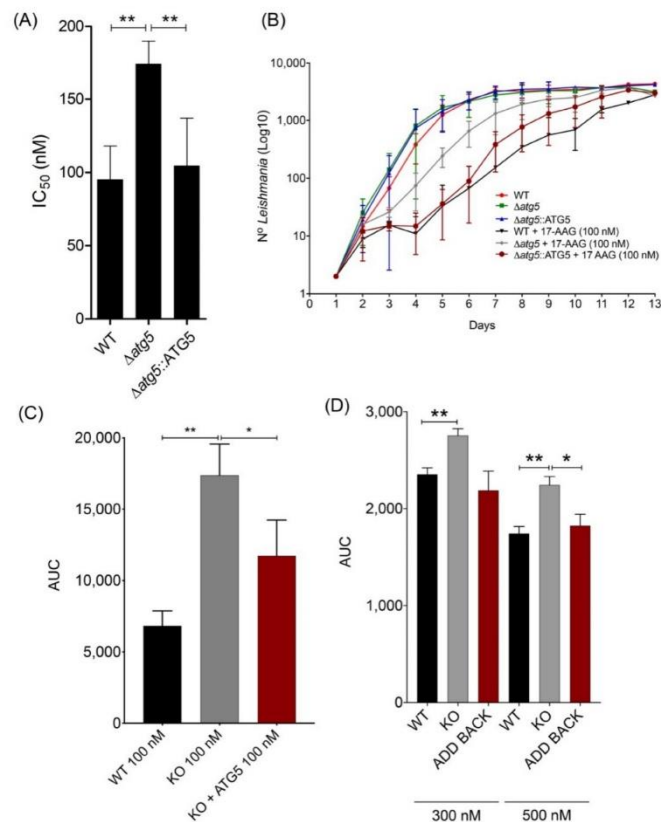 (A)
**
**
200
150
100
50
0
IC50 (nM)
WT
Δatg5
Δatg5::ATG5
(B)
10,000
1,000
100
10
1
Nº Leishmania (Log10)
0 1 2 3 4 5 6 7 8 9 10 11 12 13
Days
WT
Δatg5
Δatg5::ATG5
WT + 17-AAG (100 nM)
Δatg5 + 17-AAG (100 nM)
Δatg5::ATG5 + 17 AAG (100 nM)
(C)
**
*
20,000
15,000
10,000
5,000
0
AUC
WT 100 nM
KO 100 nM
KO + ATG5 100 nM
(D)
**
**
*
3,000
2,000
1,000
0
AUC
WT
KO
ADD BACK
WT
KO
ADD BACK
300 nM
500 nM